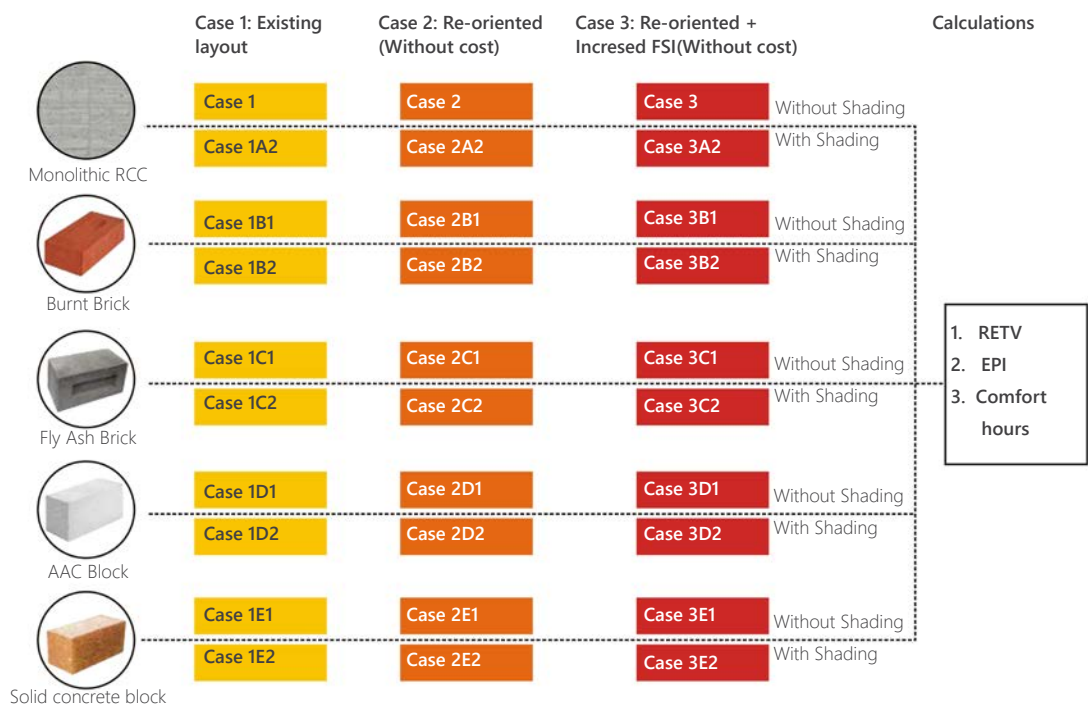 Case 1: Existing
layout
Case 2: Re-oriented
(Without cost)
Case 3: Re-oriented +
Incresed FSI(Without cost)
Calculations
Case 1
Case 2
Case 3
Without Shading
Case 1A2
Case 2A2
Case 3A2
With Shading
Monolithic RCC
Case 1B1
Case 2B1
Case 3B1
Without Shading
Case 1B2
Case 2B2
Case 3B2
With Shading
Burnt Brick
Case 1C1
Case 2C1
Case 3C1
Without Shading
Case 1C2
Case 2C2
Case 3C2
With Shading
Fly Ash Brick
1. RETV
2. EPI
3. Comfort
hours
Case 1D1
Case 2D1
Case 3D1
Without Shading
Case 1D2
Case 2D2
Case 3D2
With Shading
AAC Block
Case 1E1
Case 2E1
Case 3E1
Without Shading
Case 1E2
Case 2E2
Case 3E2
With Shading
Solid concrete block